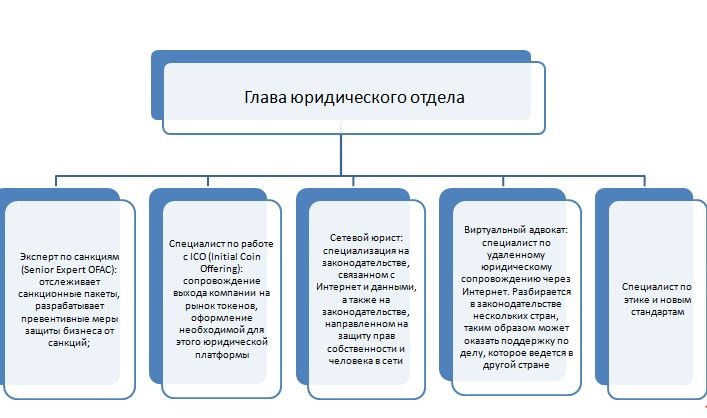 Глава юридического отдела
Эксперт по санкциям
(Senior Expert OFAC):
отслеживает
санкционные пакеты,
разрабатывает
превентивные меры
защиты бизнеса от
санкций;
Специалист по работе
с ICO (Initial Coin
Offering):
сопровождение
выхода компании на
рынок токенов,
оформление
необходимой для
этого юридической
платформы
Сетевой юрист:
специализация на
законодательстве,
связанном с
Интернет и данными,
а также на
законодательстве,
направленном на
защиту прав
собственности и
человека в сети
Виртуальный адвокат:
специалист по
удаленному
юридическому
сопровождению через
Интернет. Разбирается
в законодательстве
нескольких стран,
таким образом может
оказать поддержку по
делу, которое ведется в
другой стране
Специалист по
этике и новым
стандартам